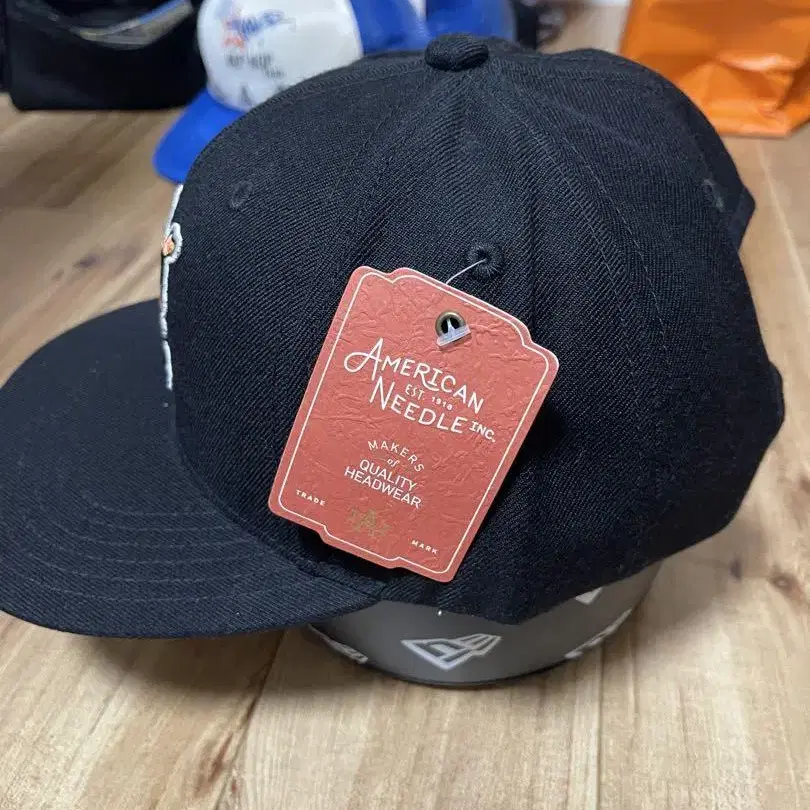 AMERICAN
EST. 1918
NEEDLE INC.
MAKERS
of
QUALITY
HEADWEAR
TRADE
MARK